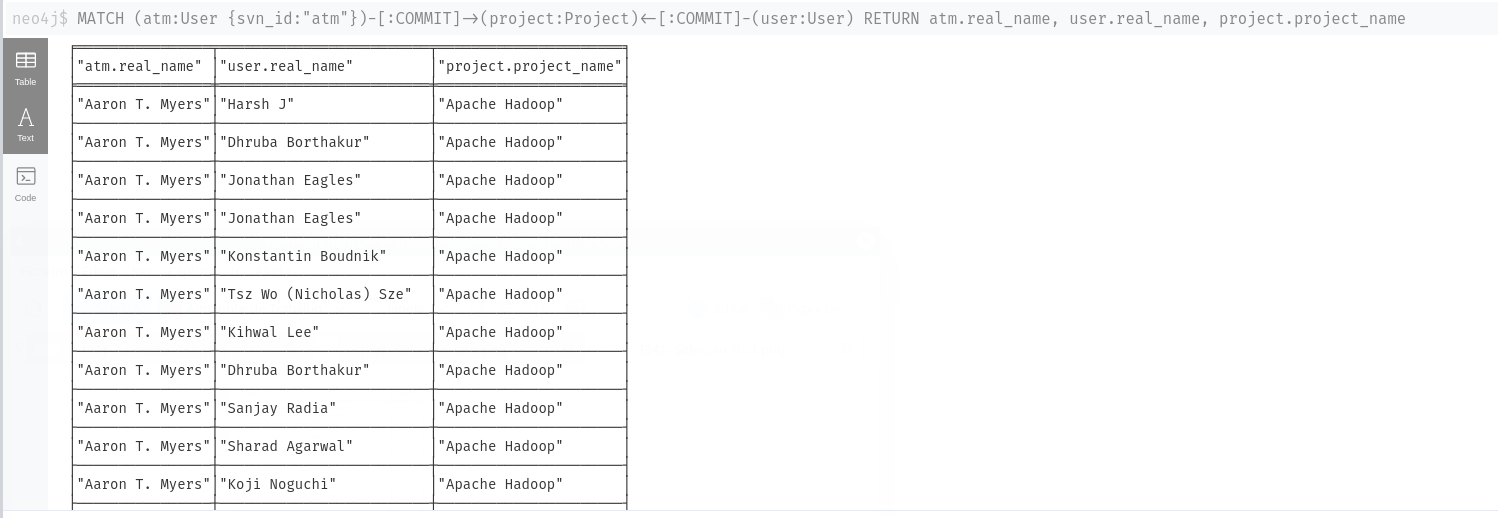 neo4j$ MATCH (atm:User {svn_id:"atm"})-[:COMMIT]->(project:Project)<-[:COMMIT]-(user:User) RETURN atm.real_name, user.real_name, project.project_name
Table
Text
Code
"atm.real_name" "user.real_name" "project.project_name"
"Aaron T. Myers" "Harsh J" "Apache Hadoop"
"Aaron T. Myers" "Dhruba Borthakur" "Apache Hadoop"
"Aaron T. Myers" "Jonathan Eagles" "Apache Hadoop"
"Aaron T. Myers" "Jonathan Eagles" "Apache Hadoop"
"Aaron T. Myers" "Konstantin Boudnik" "Apache Hadoop"
"Aaron T. Myers" "Tsz Wo (Nicholas) Sze" "Apache Hadoop"
"Aaron T. Myers" "Kihwal Lee" "Apache Hadoop"
"Aaron T. Myers" "Dhruba Borthakur" "Apache Hadoop"
"Aaron T. Myers" "Sanjay Radia" "Apache Hadoop"
"Aaron T. Myers" "Sharad Agarwal" "Apache Hadoop"
"Aaron T. Myers" "Koji Noguchi" "Apache Hadoop"